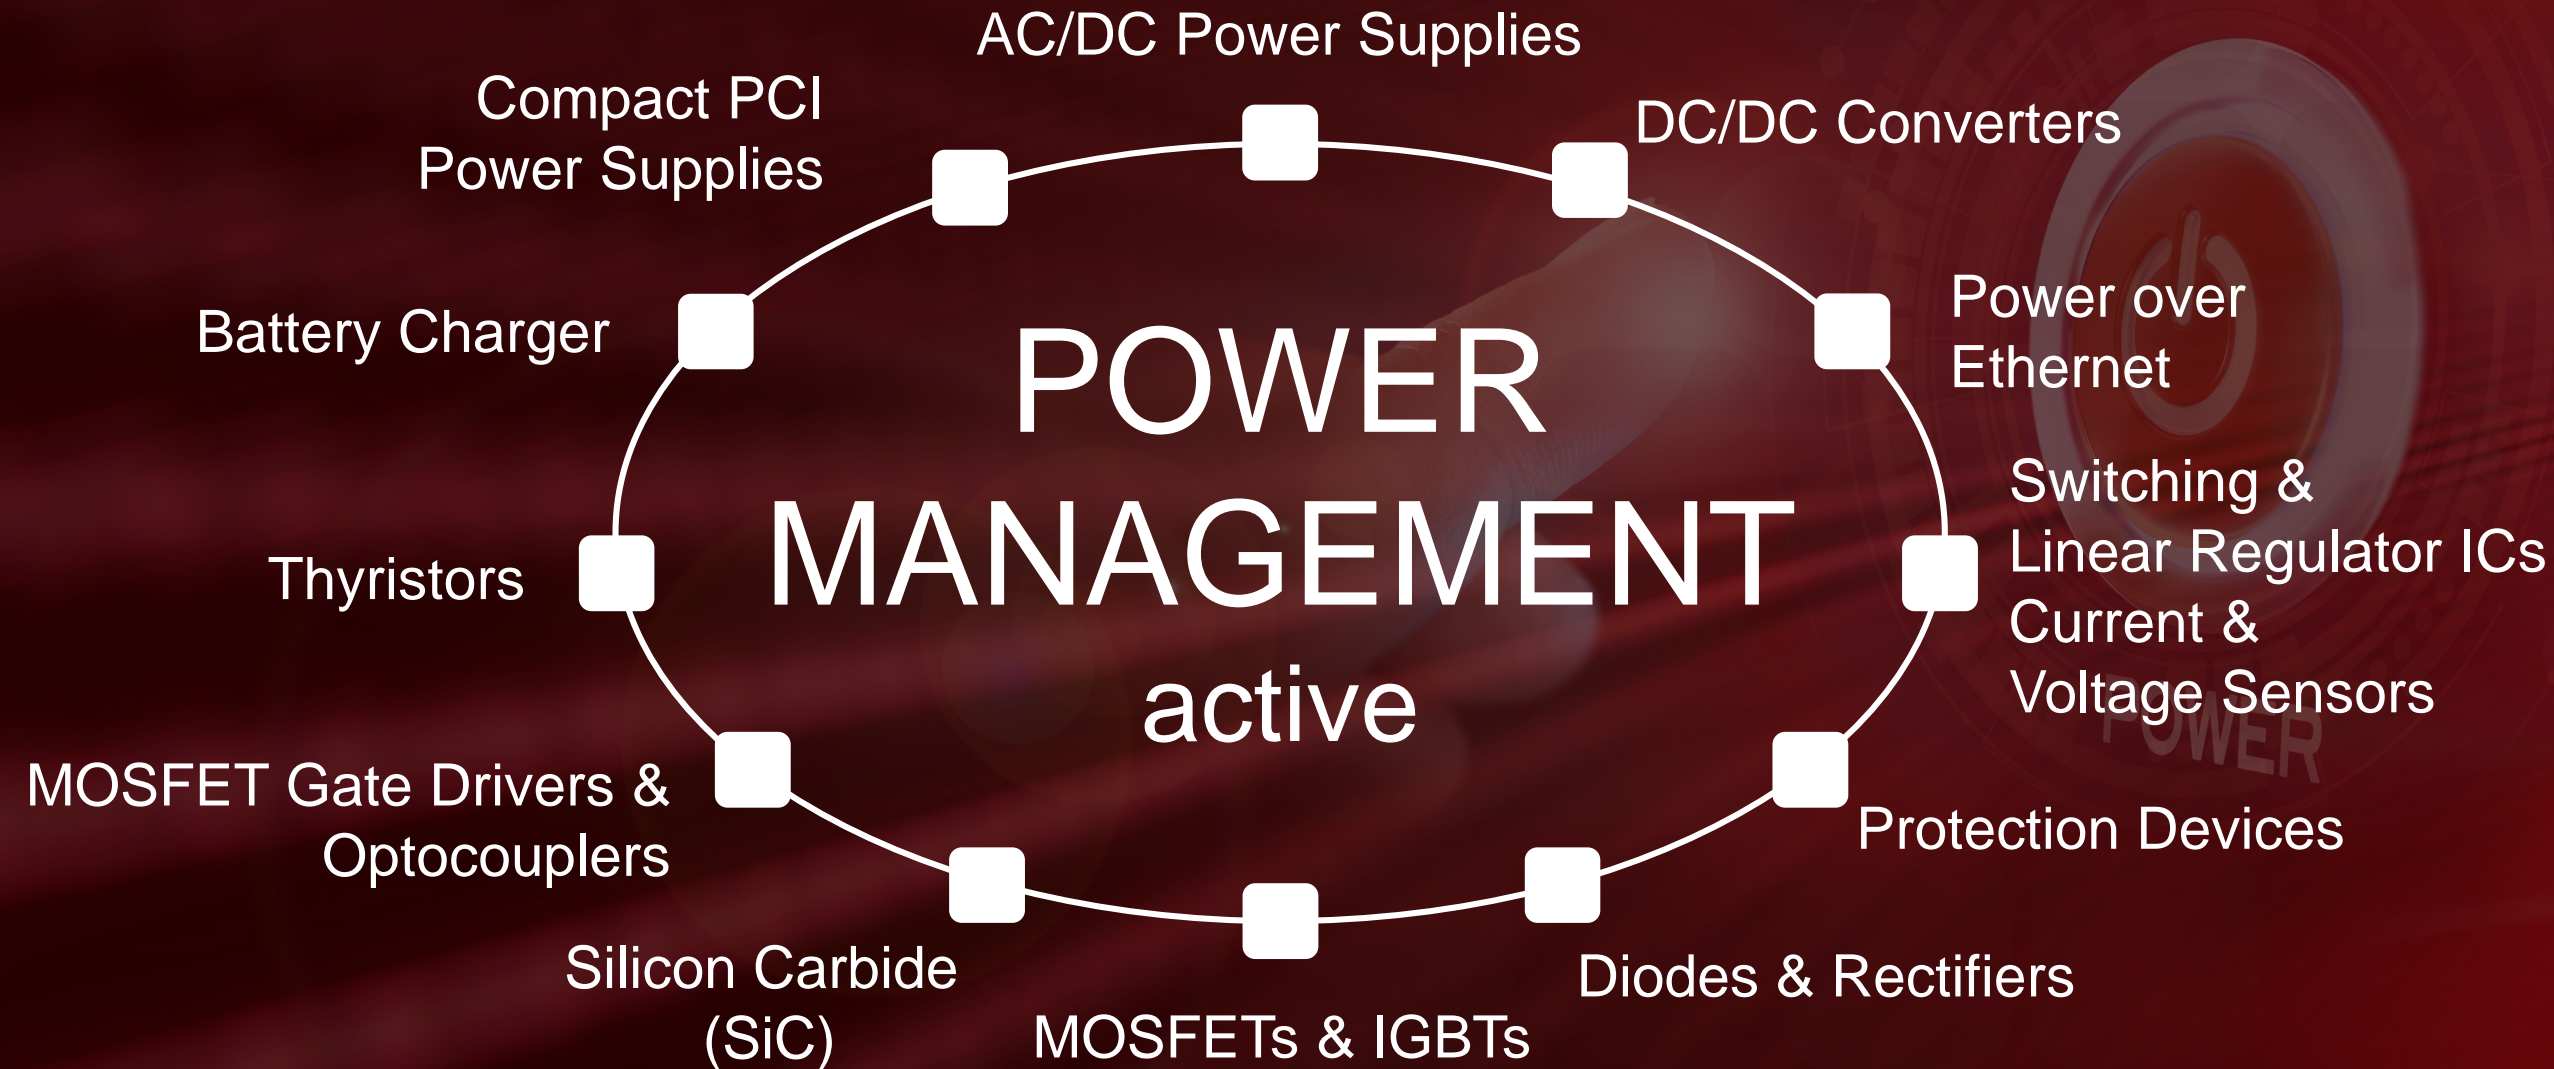 AC/DC Power Supplies
Compact PCI
Power Supplies
DC/DC Converters
Battery Charger
Power over
Ethernet
POWER
MANAGEMENT
active
Switching &
Linear Regulator ICs
Current &
Voltage Sensors
POWER
Thyristors
MOSFET Gate Drivers &
Optocouplers
Protection Devices
Silicon Carbide
(SiC)
MOSFETs & IGBTs
Diodes & Rectifiers